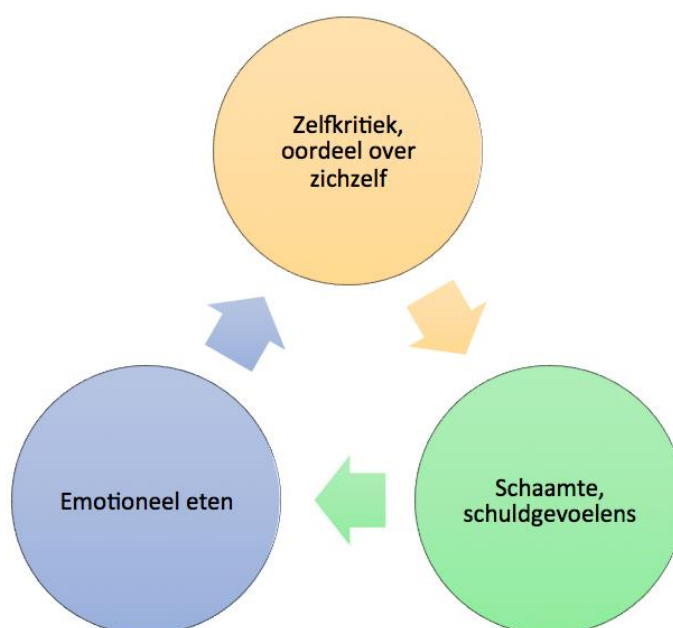 Zelfkritiek,
oordeel over
zichzelf
Schaamte,
schuldgevoelens
Emotioneel eten